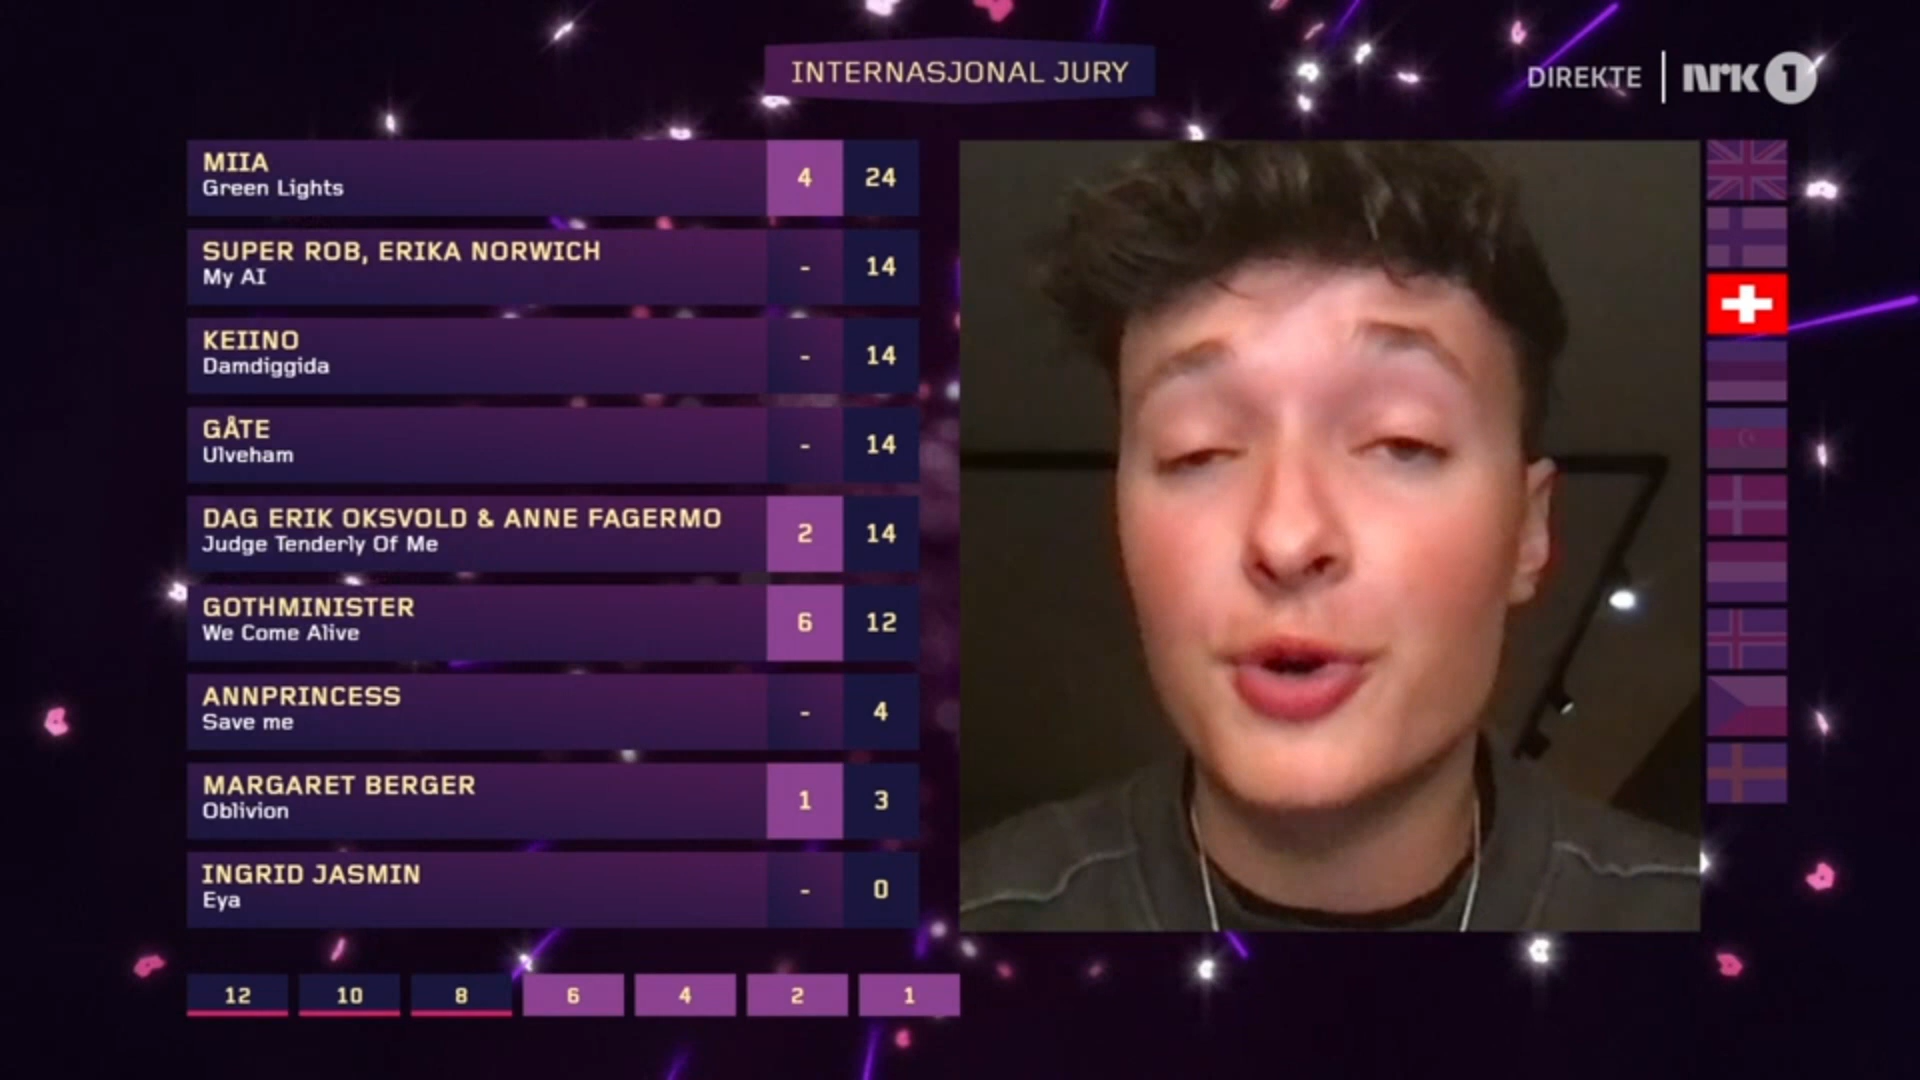 INTERNASJONAL JURY
DIREKTE | NRK 1
MIIA 4 24
Green Lights
SUPER ROB, ERIKA NORWICH - 14
My AI
KEIINO - 14
Damdiggida
GÅTE - 14
Ulveham
DAG ERIK OKSVOLD & ANNE FAGERMO 2 14
Judge Tenderly Of Me
GOTHMINISTER 6 12
We Come Alive
ANNPRINCESS - 4
Save me
MARGARET BERGER 1 3
Oblivion
INGRID JASMIN - 0
Eya
12 10 8 6 4 2 1